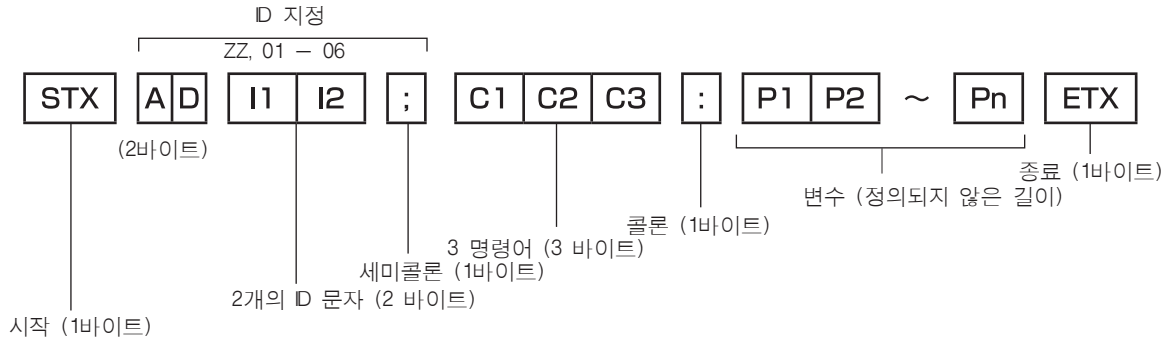 ID 지정
ZZ, 01 － 06
STX A D I1 I2 ; C1 C2 C3 : P1 P2 ～ Pn ETX
(2바이트)
종료 (1바이트)
변수 (정의되지 않은 길이)
콜론 (1바이트)
3 명령어 (3 바이트)
세미콜론 (1바이트)
2개의 ID 문자 (2 바이트)
시작 (1바이트)